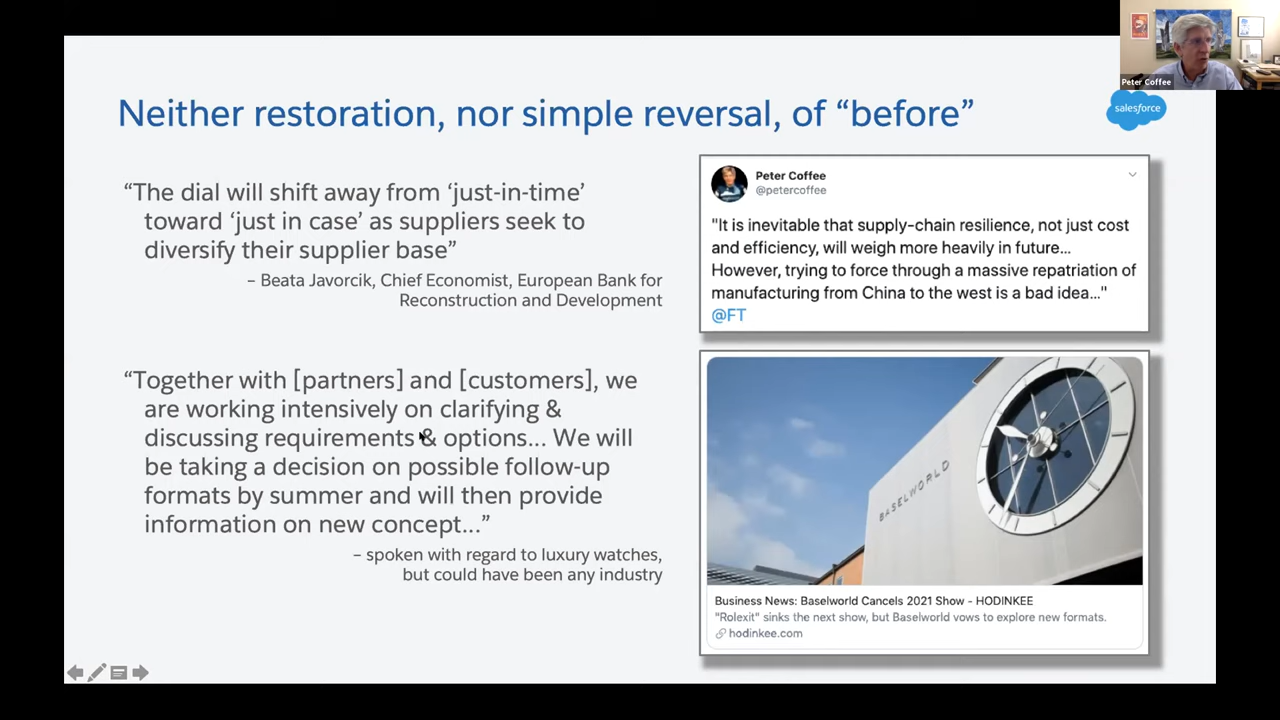 Peter Coffee
Neither restoration, nor simple reversal, of “before”
salesforce
“The dial will shift away from ‘just-in-time’
toward ‘just in case’ as suppliers seek to
diversify their supplier base”
– Beata Javorcik, Chief Economist, European Bank for
Reconstruction and Development
“Together with [partners] and [customers], we
are working intensively on clarifying &
discussing requirements & options... We will
be taking a decision on possible follow-up
formats by summer and will then provide
information on new concept...”
– spoken with regard to luxury watches,
but could have been any industry
Peter Coffee
@petercoffee
"It is inevitable that supply-chain resilience, not just cost
and efficiency, will weigh more heavily in future...
However, trying to force through a massive repatriation of
manufacturing from China to the west is a bad idea..."
@FT
BASELWORLD
Business News: Baselworld Cancels 2021 Show - HODINKEE
"Rolexit" sinks the next show, but Baselworld vows to explore new formats.
hodinkee.com